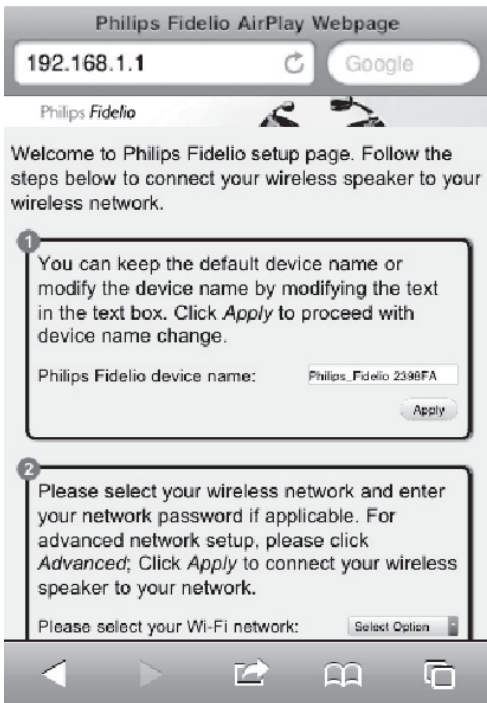 Philips Fidelio AirPlay Webpage
192.168.1.1
Google
Philips Fidelio
Welcome to Philips Fidelio setup page. Follow the
steps below to connect your wireless speaker to your
wireless network.
1
You can keep the default device name or
modify the device name by modifying the text
in the text box. Click Apply to proceed with
device name change.
Philips Fidelio device name: Philips_Fidelio 2398FA
Apply
2
Please select your wireless network and enter
your network password if applicable. For
advanced network setup, please click
Advanced; Click Apply to connect your wireless
speaker to your network.
Please select your Wi-Fi network: Select Option